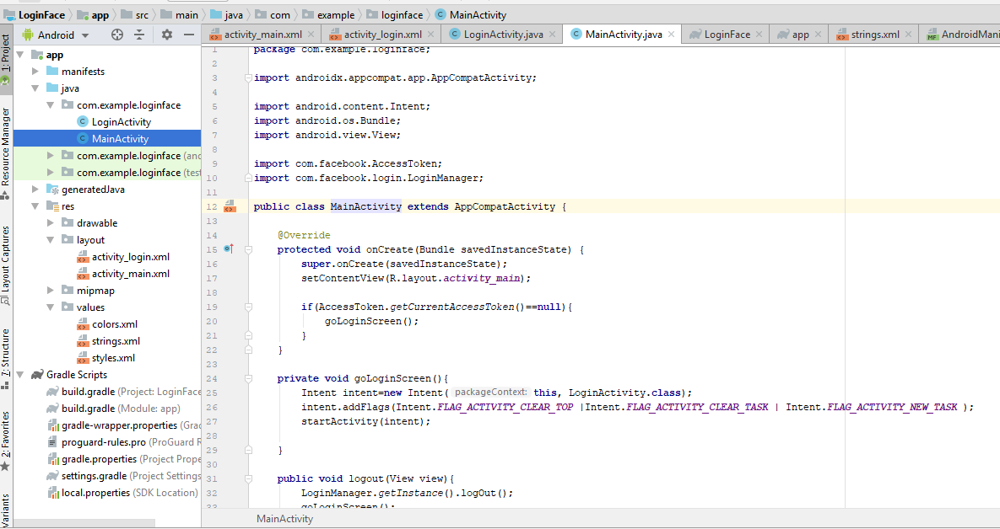 LoginFace app src main java com example loginface MainActivity
Android
activity_main.xml activity_login.xml LoginActivity.java MainActivity.java LoginFace app strings.xml AndroidMani
1: Project
Resource Manager
Layout Captures
7: Structure
2: Favorites
Variants
app
manifests
java
com.example.loginface
LoginActivity
MainActivity
com.example.loginface (and
com.example.loginface (test
generatedJava
res
drawable
layout
activity_login.xml
activity_main.xml
mipmap
values
colors.xml
strings.xml
styles.xml
Gradle Scripts
build.gradle (Project: LoginFace
build.gradle (Module: app)
gradle-wrapper.properties (Grad
proguard-rules.pro (ProGuard R
gradle.properties (Project Prope
settings.gradle (Project Settings
local.properties (SDK Location)
1 package com.example.loginface;
2
3 import androidx.appcompat.app.AppCompatActivity;
4
5 import android.content.Intent;
6 import android.os.Bundle;
7 import android.view.View;
8
9 import com.facebook.AccessToken;
10 import com.facebook.login.LoginManager;
11
12 public class MainActivity extends AppCompatActivity {
13
14 @Override
15 protected void onCreate(Bundle savedInstanceState) {
16 super.onCreate(savedInstanceState);
17 setContentView(R.layout.activity_main);
18
19 if(AccessToken.getCurrentAccessToken()==null){
20 goLoginScreen();
21 }
22 }
23
24 private void goLoginScreen(){
25 Intent intent=new Intent( packageContext: this, LoginActivity.class);
26 intent.addFlags(Intent.FLAG_ACTIVITY_CLEAR_TOP |Intent.FLAG_ACTIVITY_CLEAR_TASK | Intent.FLAG_ACTIVITY_NEW_TASK );
27 startActivity(intent);
28
29 }
30
31 public void logout(View view){
32 LoginManager.getInstance().logOut();
33 goLoginScreen();
MainActivity